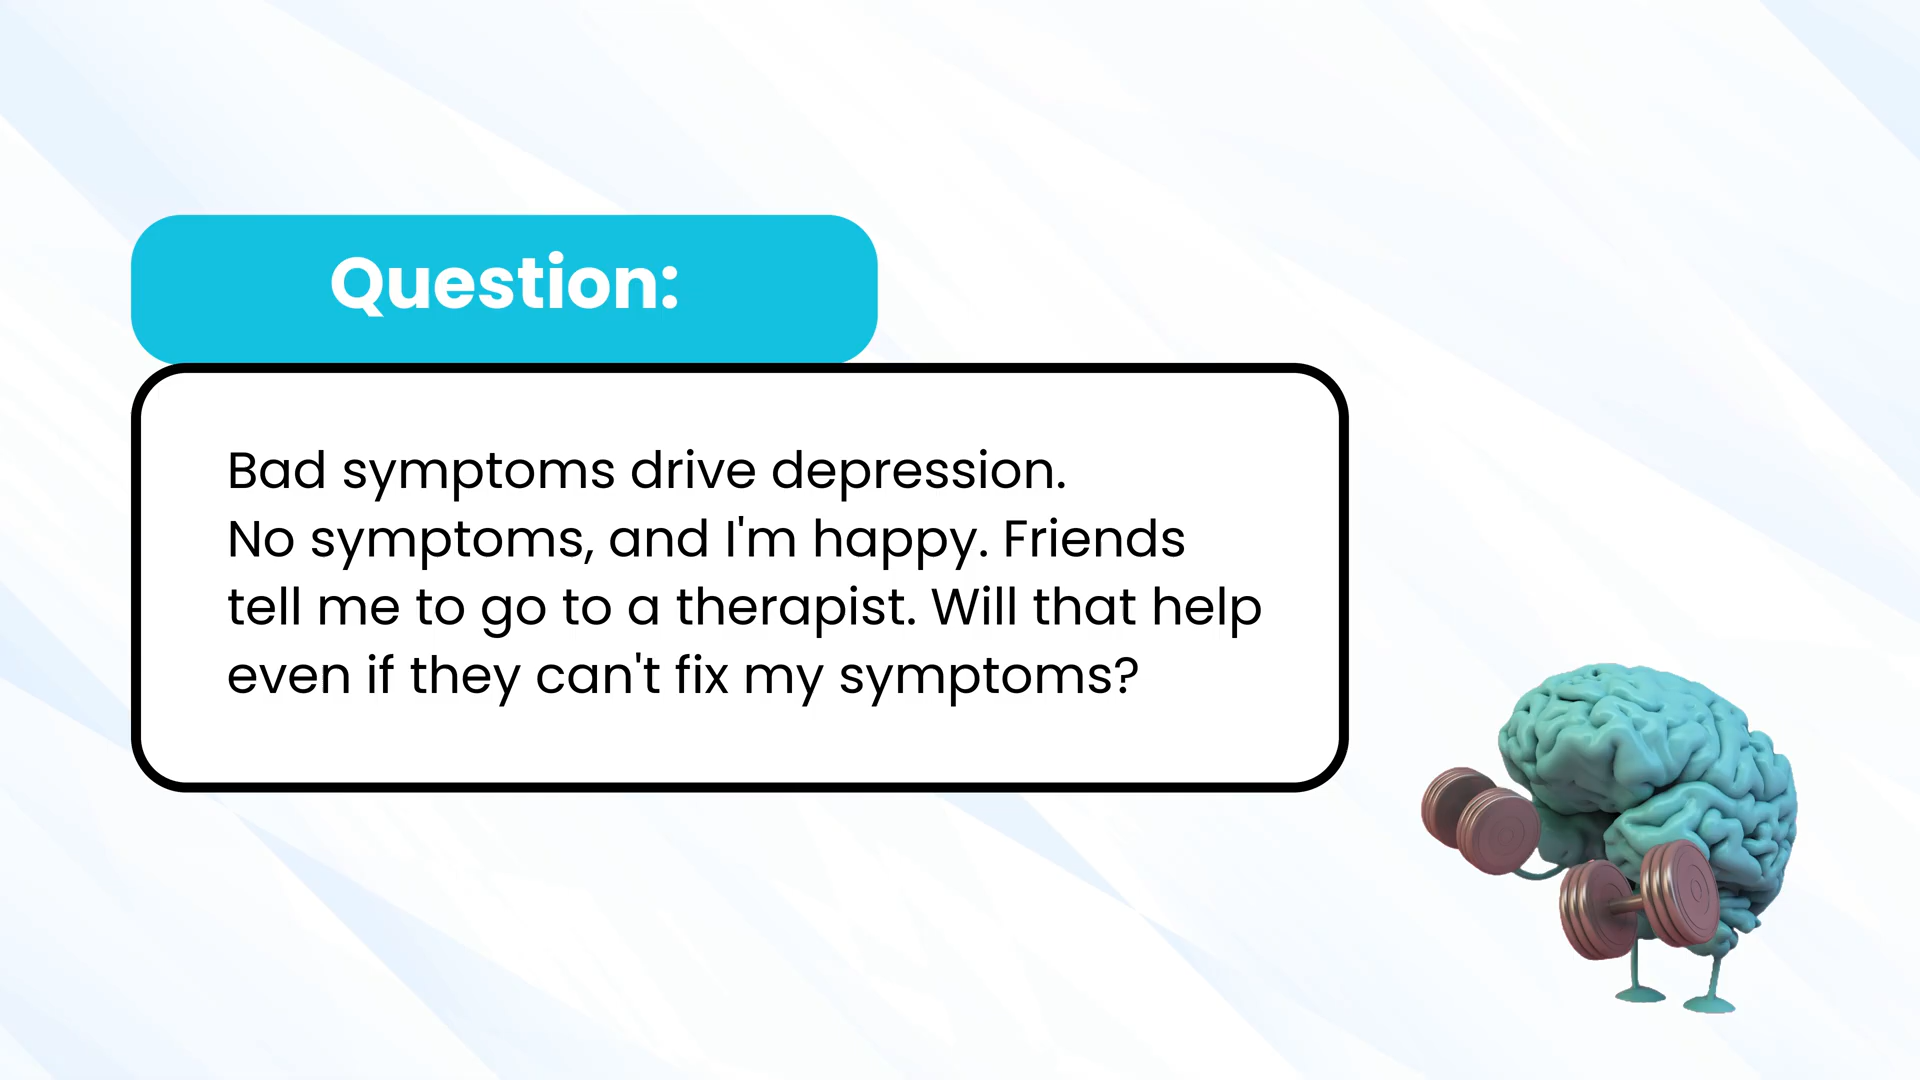 Question:
Bad symptoms drive depression.
No symptoms, and I'm happy. Friends
tell me to go to a therapist. Will that help
even if they can't fix my symptoms?